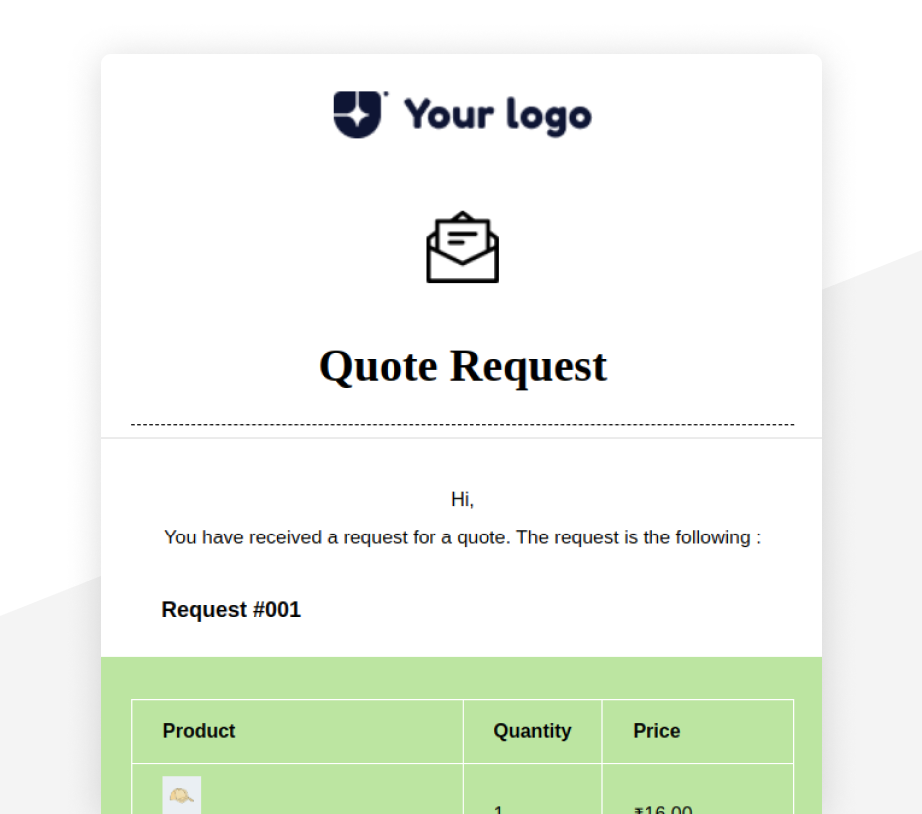 Your logo
Quote Request
Hi,
You have received a request for a quote. The request is the following :
Request #001
Product Quantity Price
1 ₹16.00